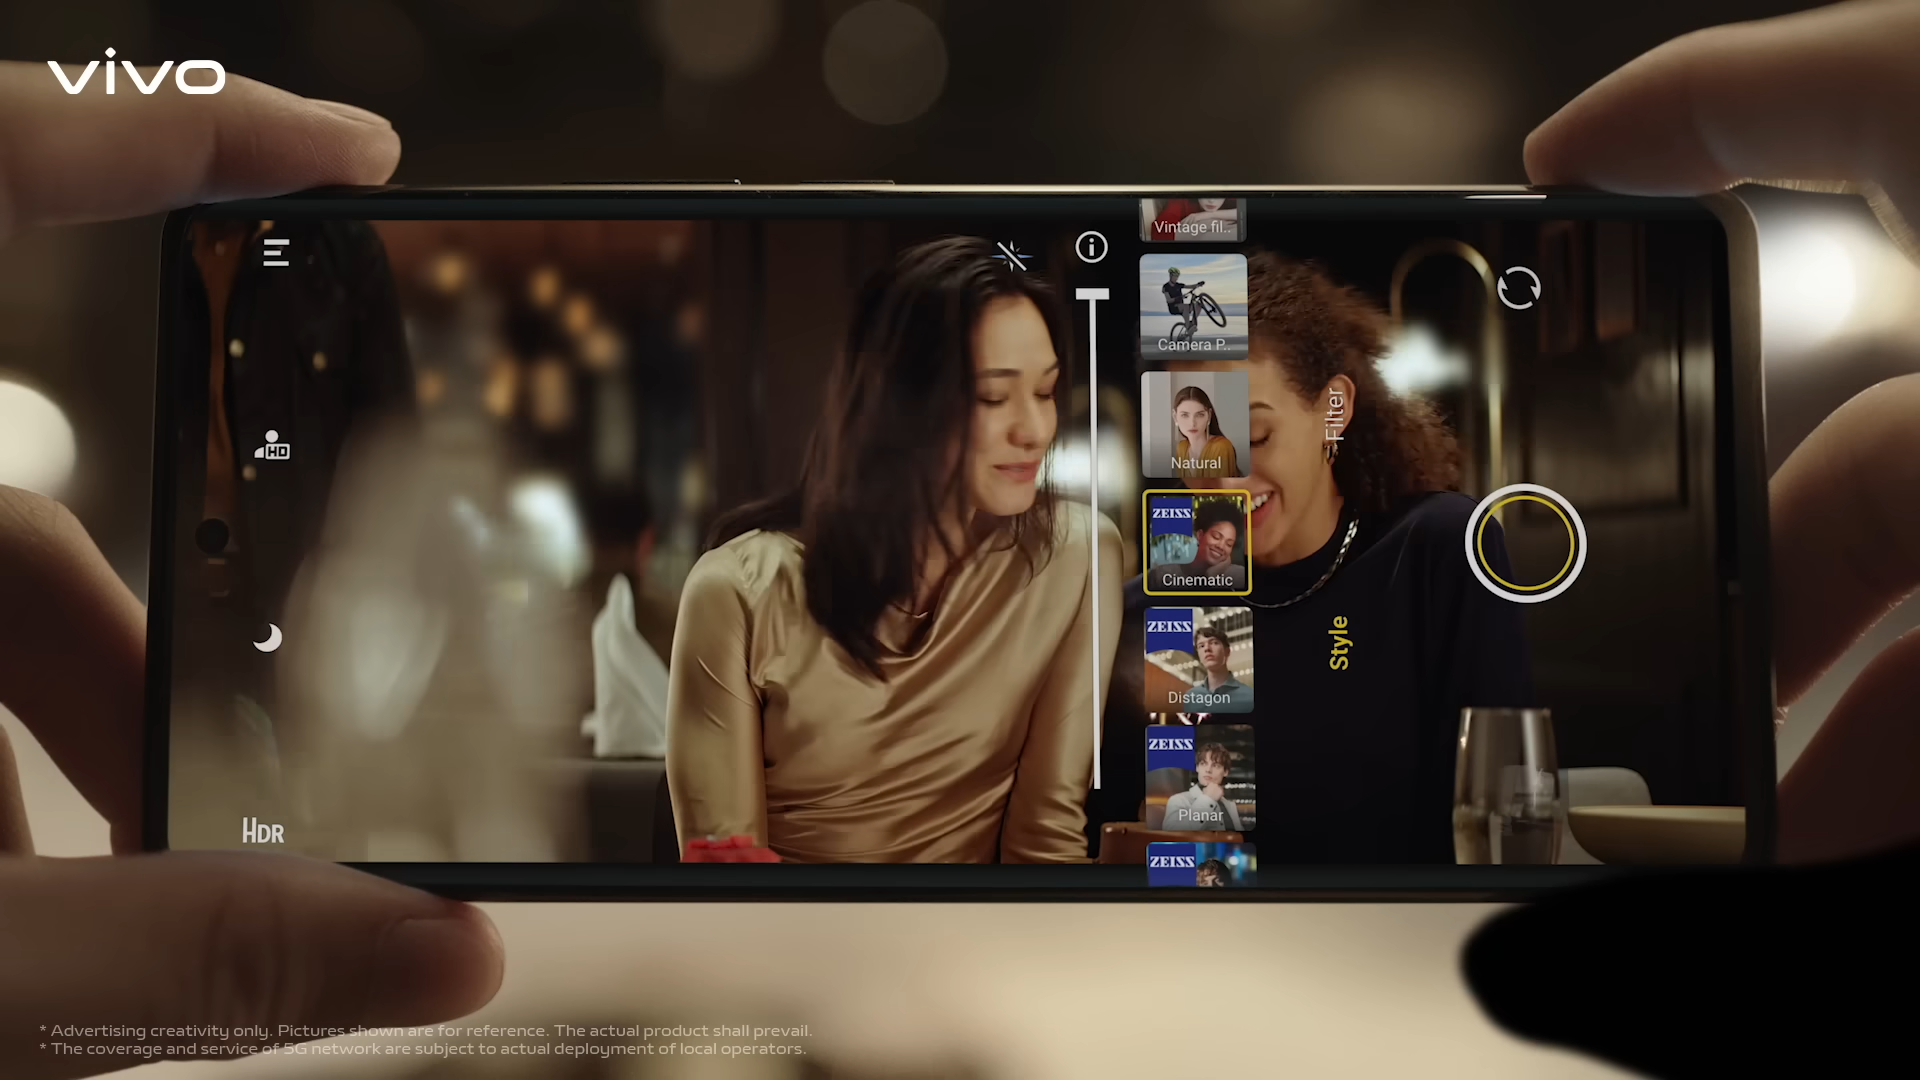 vivo
Vintage fil..
Camera P..
Natural
Filter
ZEISS
Cinematic
Style
ZEISS
Distagon
ZEISS
Planar
HDR
HD
ZEISS
* Advertising creativity only. Pictures shown are for reference. The actual product shall prevail.
* The coverage and service of 5G network are subject to actual deployment of local operators.